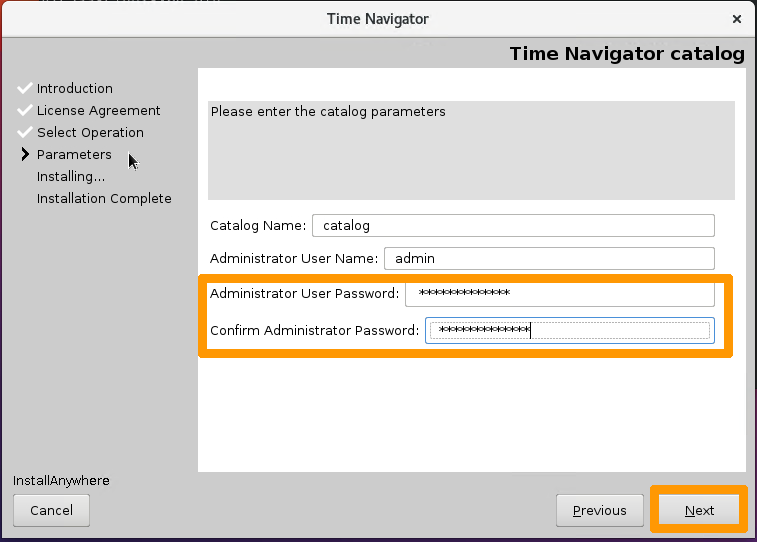 Time Navigator
Time Navigator catalog
Introduction
License Agreement
Select Operation
Parameters
Installing...
Installation Complete
Please enter the catalog parameters
Catalog Name: catalog
Administrator User Name: admin
Administrator User Password: *************
Confirm Administrator Password: *************
InstallAnywhere
Cancel
Previous
Next